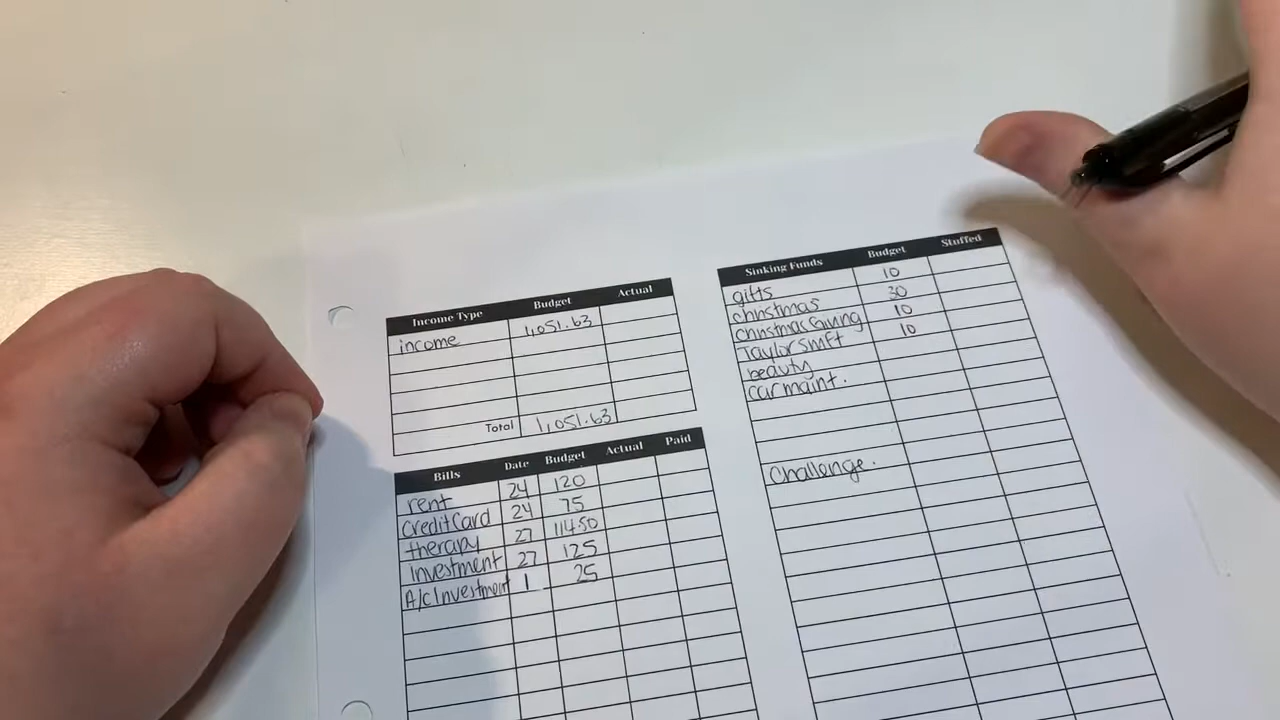 Income Type Budget Actual
income 1,051.63
Total 1,051.63
Bills Date Budget Actual Paid
rent 24 120
Credit Card 24 75
therapy 27 114.50
investment 27 125
A/c Investment 1 25
Sinking Funds Budget Stuffed
gifts 10
christmas 30
christmas Giving 10
Taylor Swift 10
beauty
car maint.
Challenge.